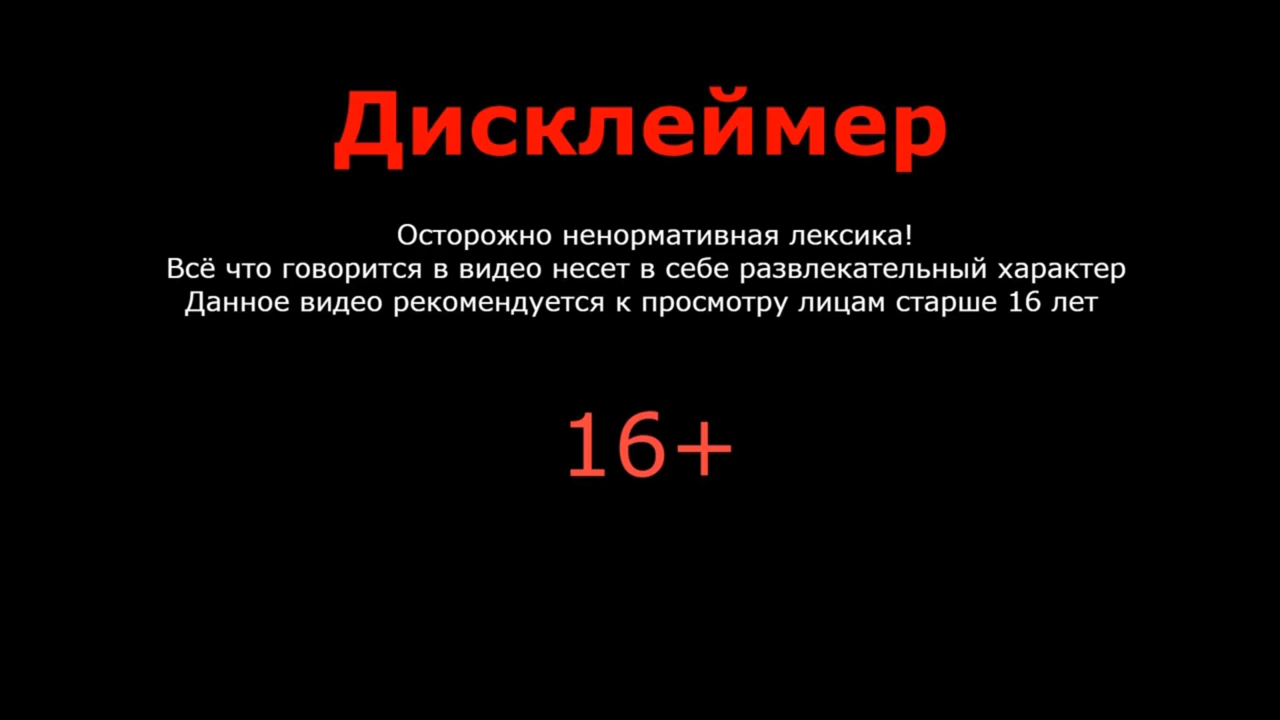 Дисклеймер
Осторожно ненормативная лексика!
Всё что говорится в видео несет в себе развлекательный характер
Данное видео рекомендуется к просмотру лицам старше 16 лет
16+